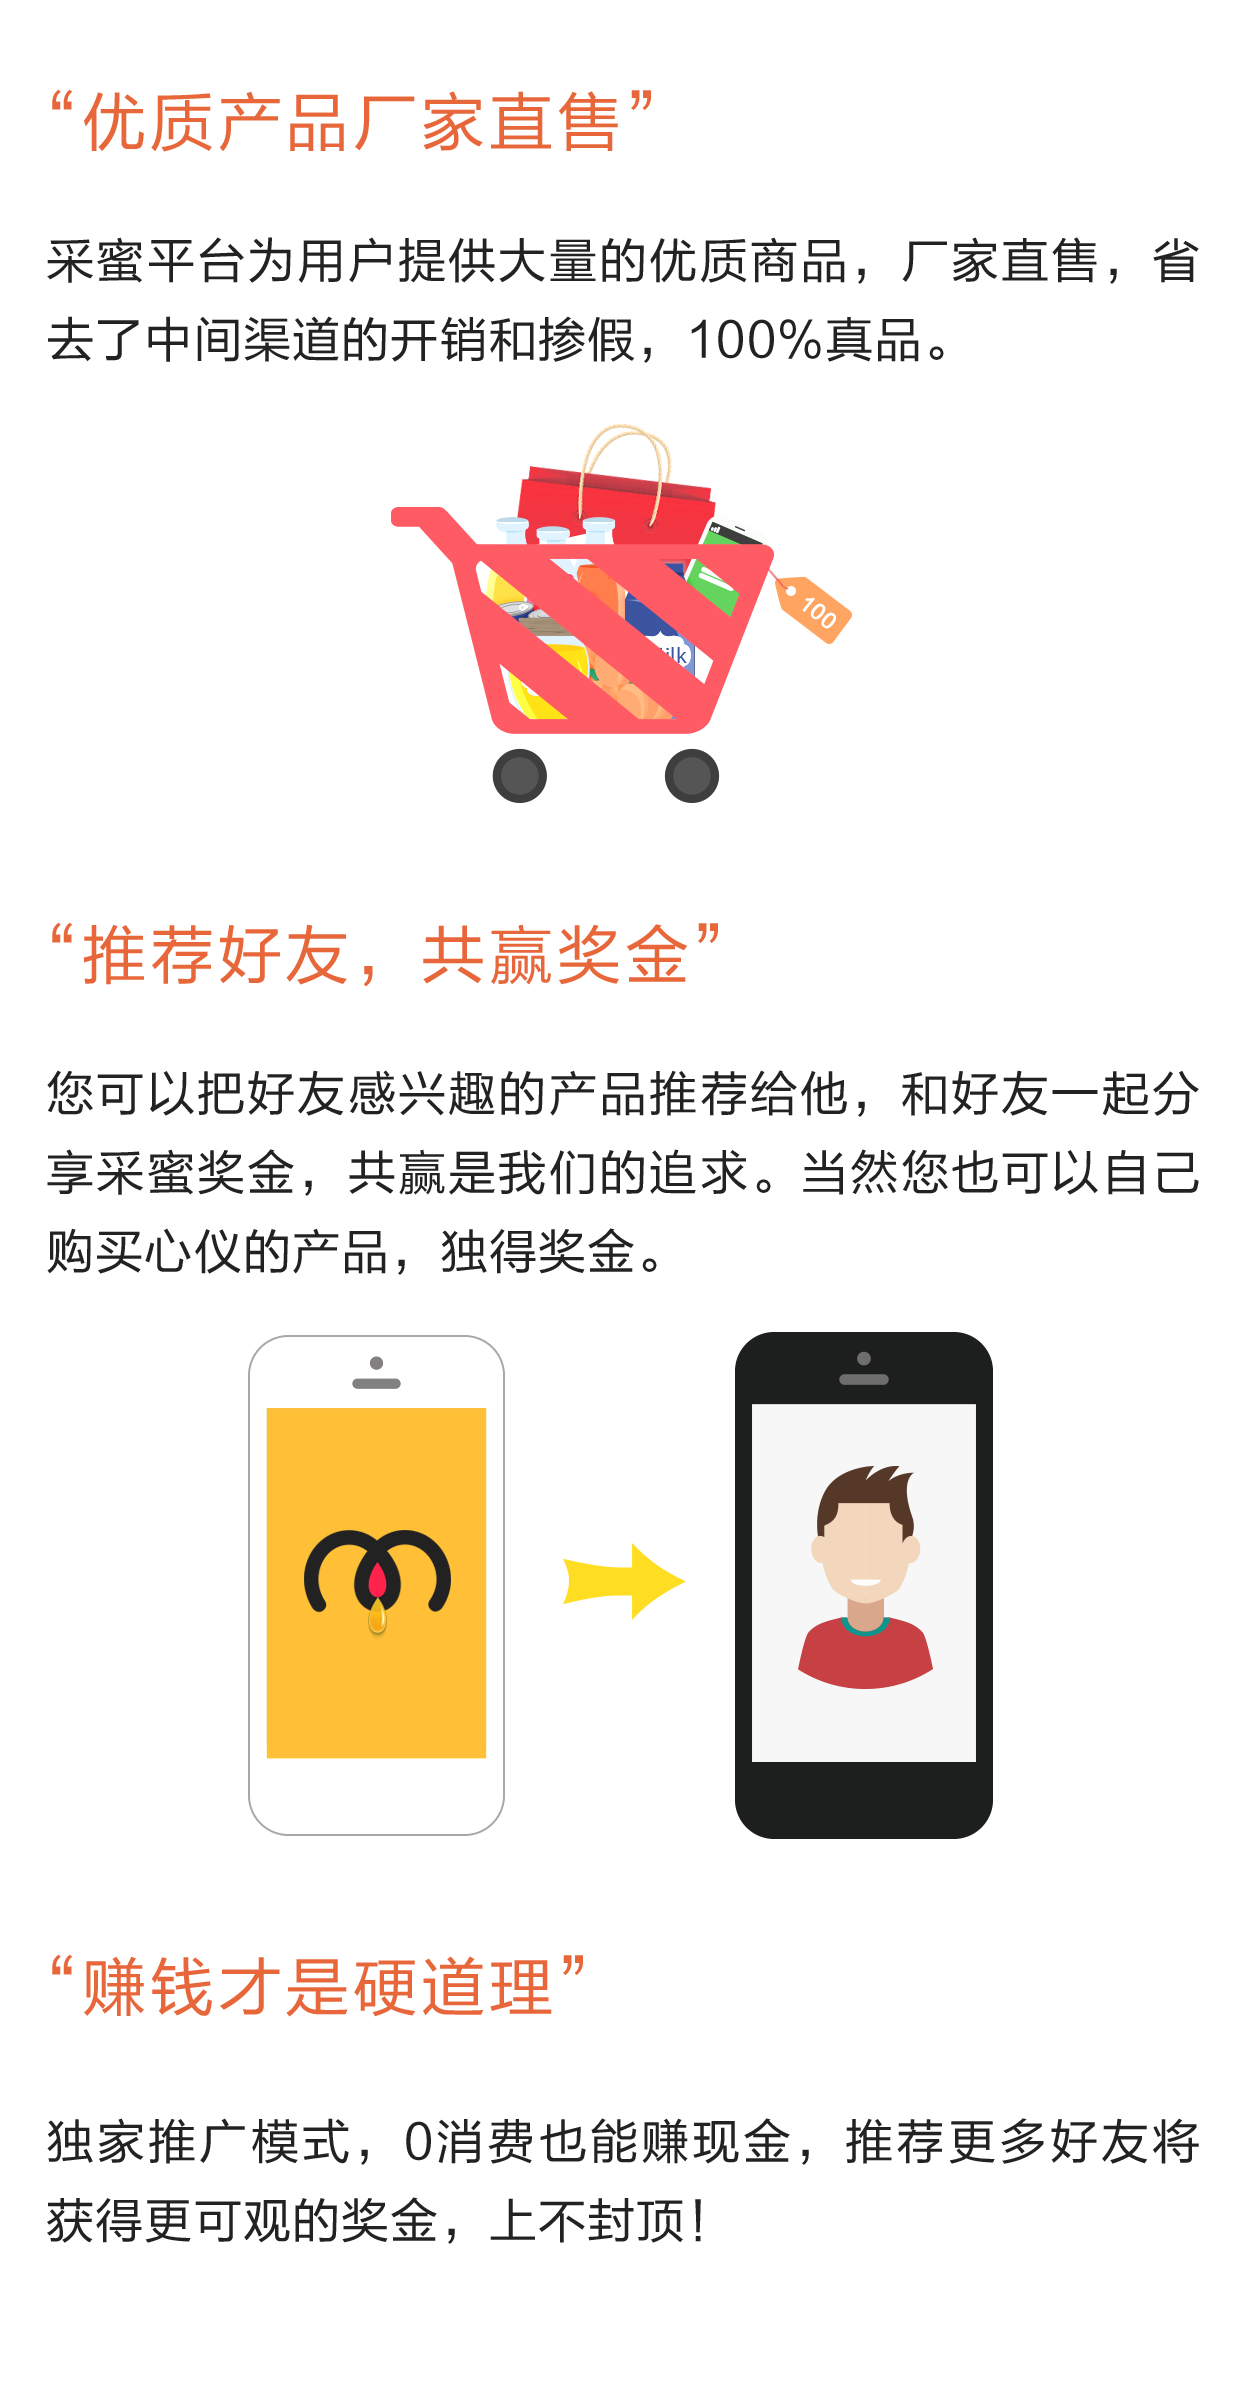 “优质产品厂家直售”
采蜜平台为用户提供大量的优质商品，厂家直售，省
去了中间渠道的开销和掺假，100%真品。
100
“推荐好友，共赢奖金”
您可以把好友感兴趣的产品推荐给他，和好友一起分
享采蜜奖金，共赢是我们的追求。当然您也可以自己
购买心仪的产品，独得奖金。
“赚钱才是硬道理”
独家推广模式，0消费也能赚现金，推荐更多好友将
获得更可观的奖金，上不封顶！